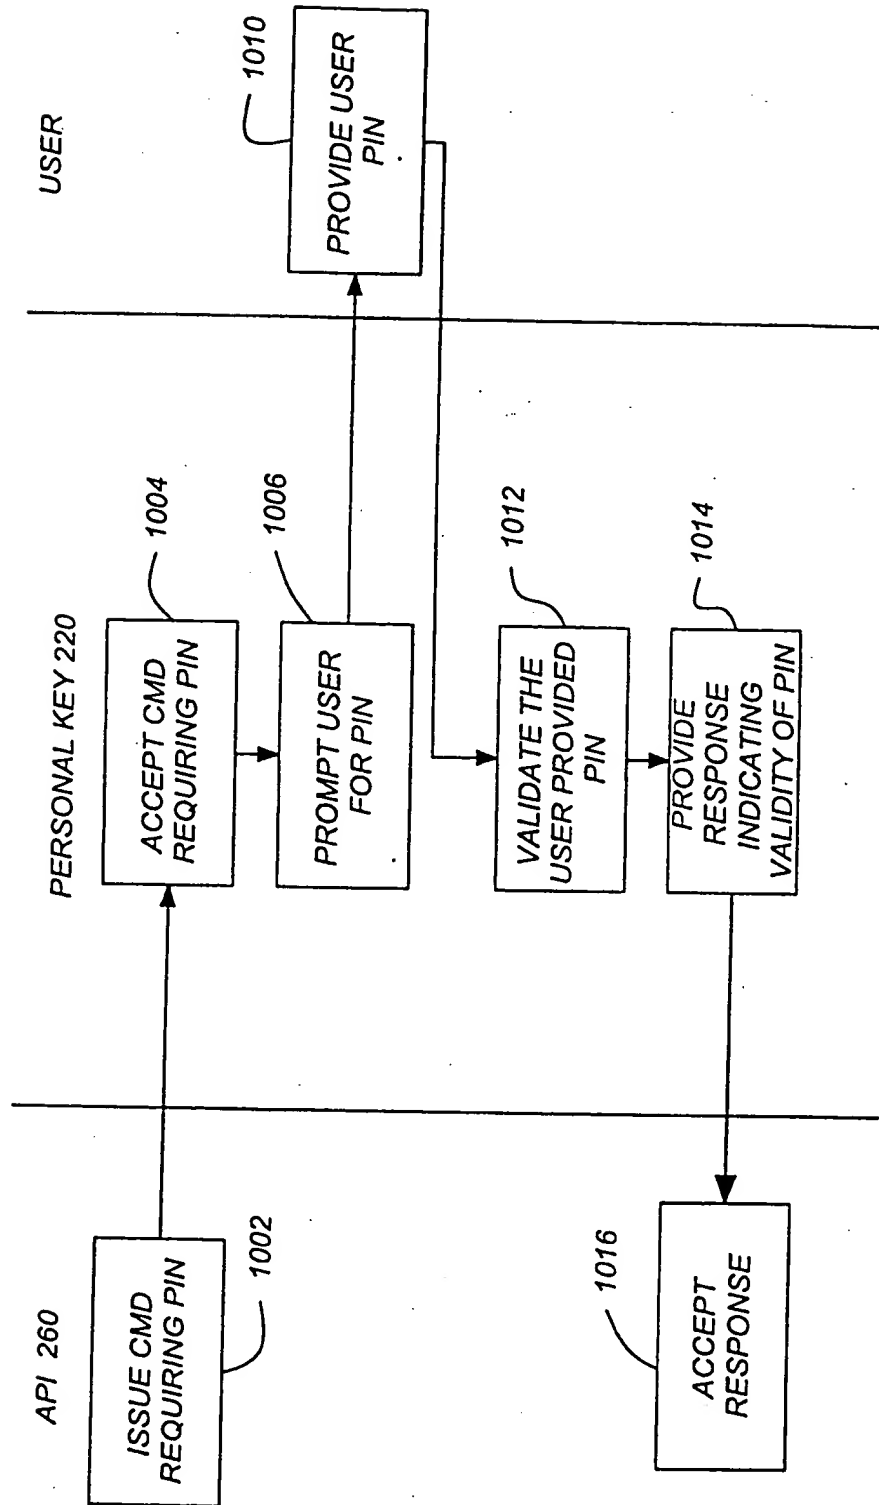 API 260
PERSONAL KEY 220
USER
ISSUE CMD
REQUIRING PIN
1002
ACCEPT CMD
REQUIRING PIN
1004
PROMPT USER
FOR PIN
1006
PROVIDE USER
PIN
1010
VALIDATE THE
USER PROVIDED
PIN
1012
PROVIDE
RESPONSE
INDICATING
VALIDITY OF PIN
1014
ACCEPT
RESPONSE
1016